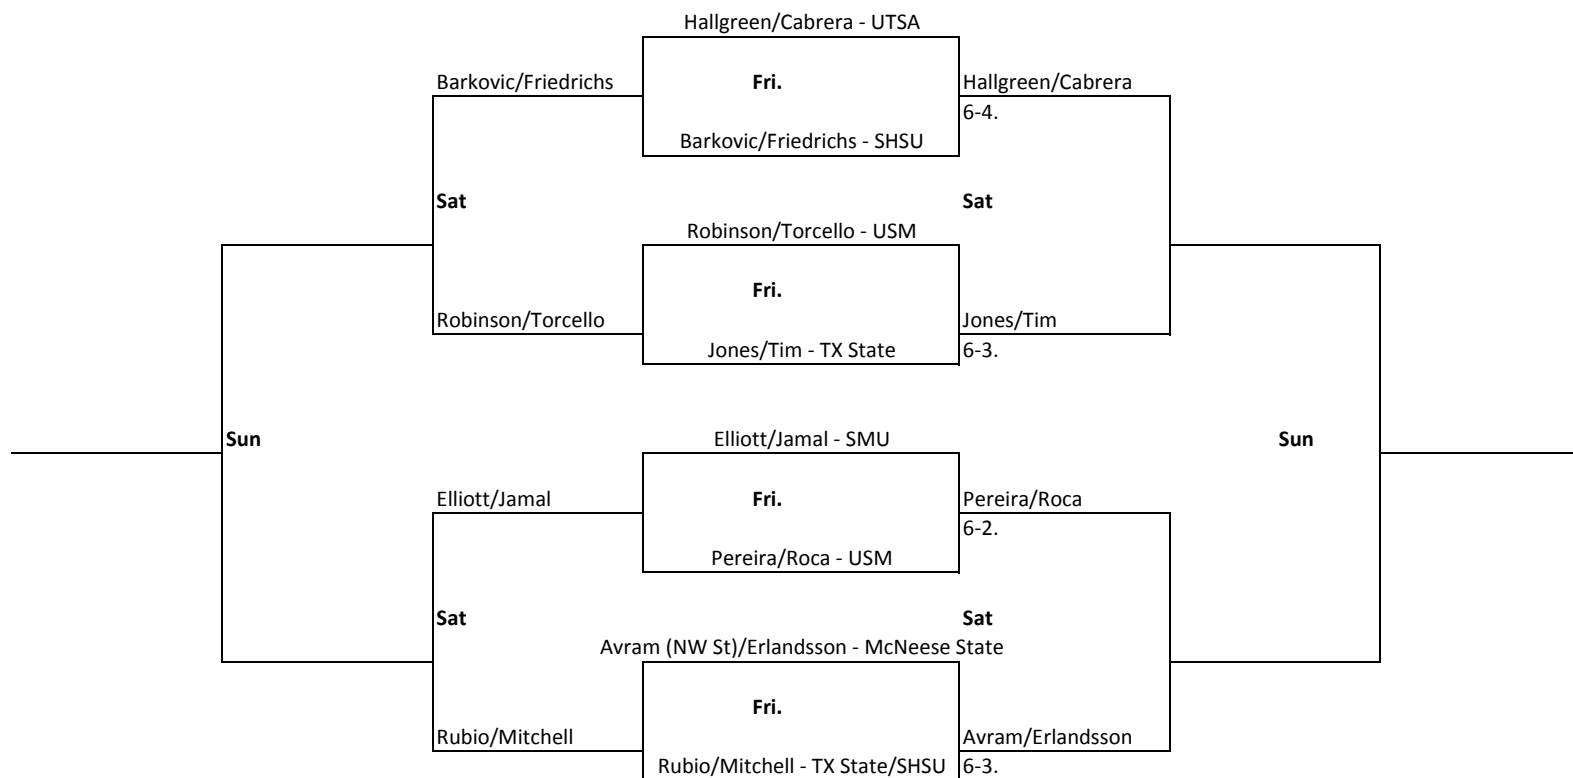 Hallgreen/Cabrera - UTSA
Barkovic/Friedrichs
Fri.
Hallgreen/Cabrera
6-4.
Barkovic/Friedrichs - SHSU
Sat
Sat
Robinson/Torcello - USM
Fri.
Robinson/Torcello
Jones/Tim
Jones/Tim - TX State
6-3.
Sun
Elliott/Jamal - SMU
Sun
Elliott/Jamal
Fri.
Pereira/Roca
6-2.
Pereira/Roca - USM
Sat
Sat
Avram (NW St)/Erlandsson - McNeese State
Fri.
Rubio/Mitchell
Avram/Erlandsson
Rubio/Mitchell - TX State/SHSU
6-3.